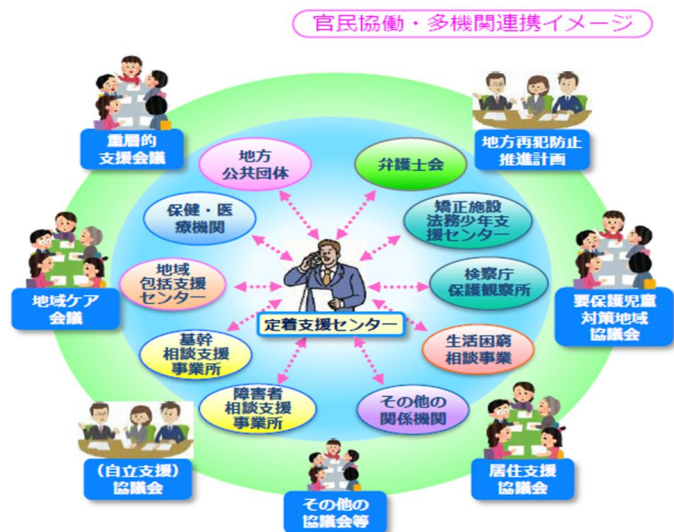 官民協働・多機関連携イメージ
重層的
支援会議
地方再犯防止
推進計画
地方
公共団体
弁護士会
保健・医
療機関
矯正施設
法務少年支
援センター
地域
包括支援
センター
検察庁
保護観察所
定着支援センター
地域ケア
会議
要保護児童
対策地域
協議会
基幹
相談支援
事業所
生活困窮
相談事業
障害者
相談支援
事業所
その他の
関係機関
(自立支援)
協議会
居住支援
協議会
その他の
協議会等